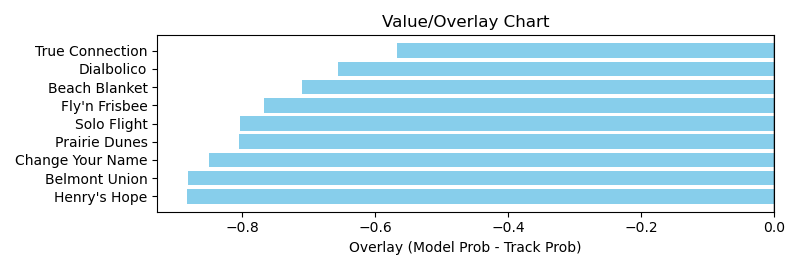 Value/Overlay Chart
True Connection
Dialbolico
Beach Blanket
Fly'n Frisbee
Solo Flight
Prairie Dunes
Change Your Name
Belmont Union
Henry's Hope
−0.8 −0.6 −0.4 −0.2 0.0
Overlay (Model Prob - Track Prob)